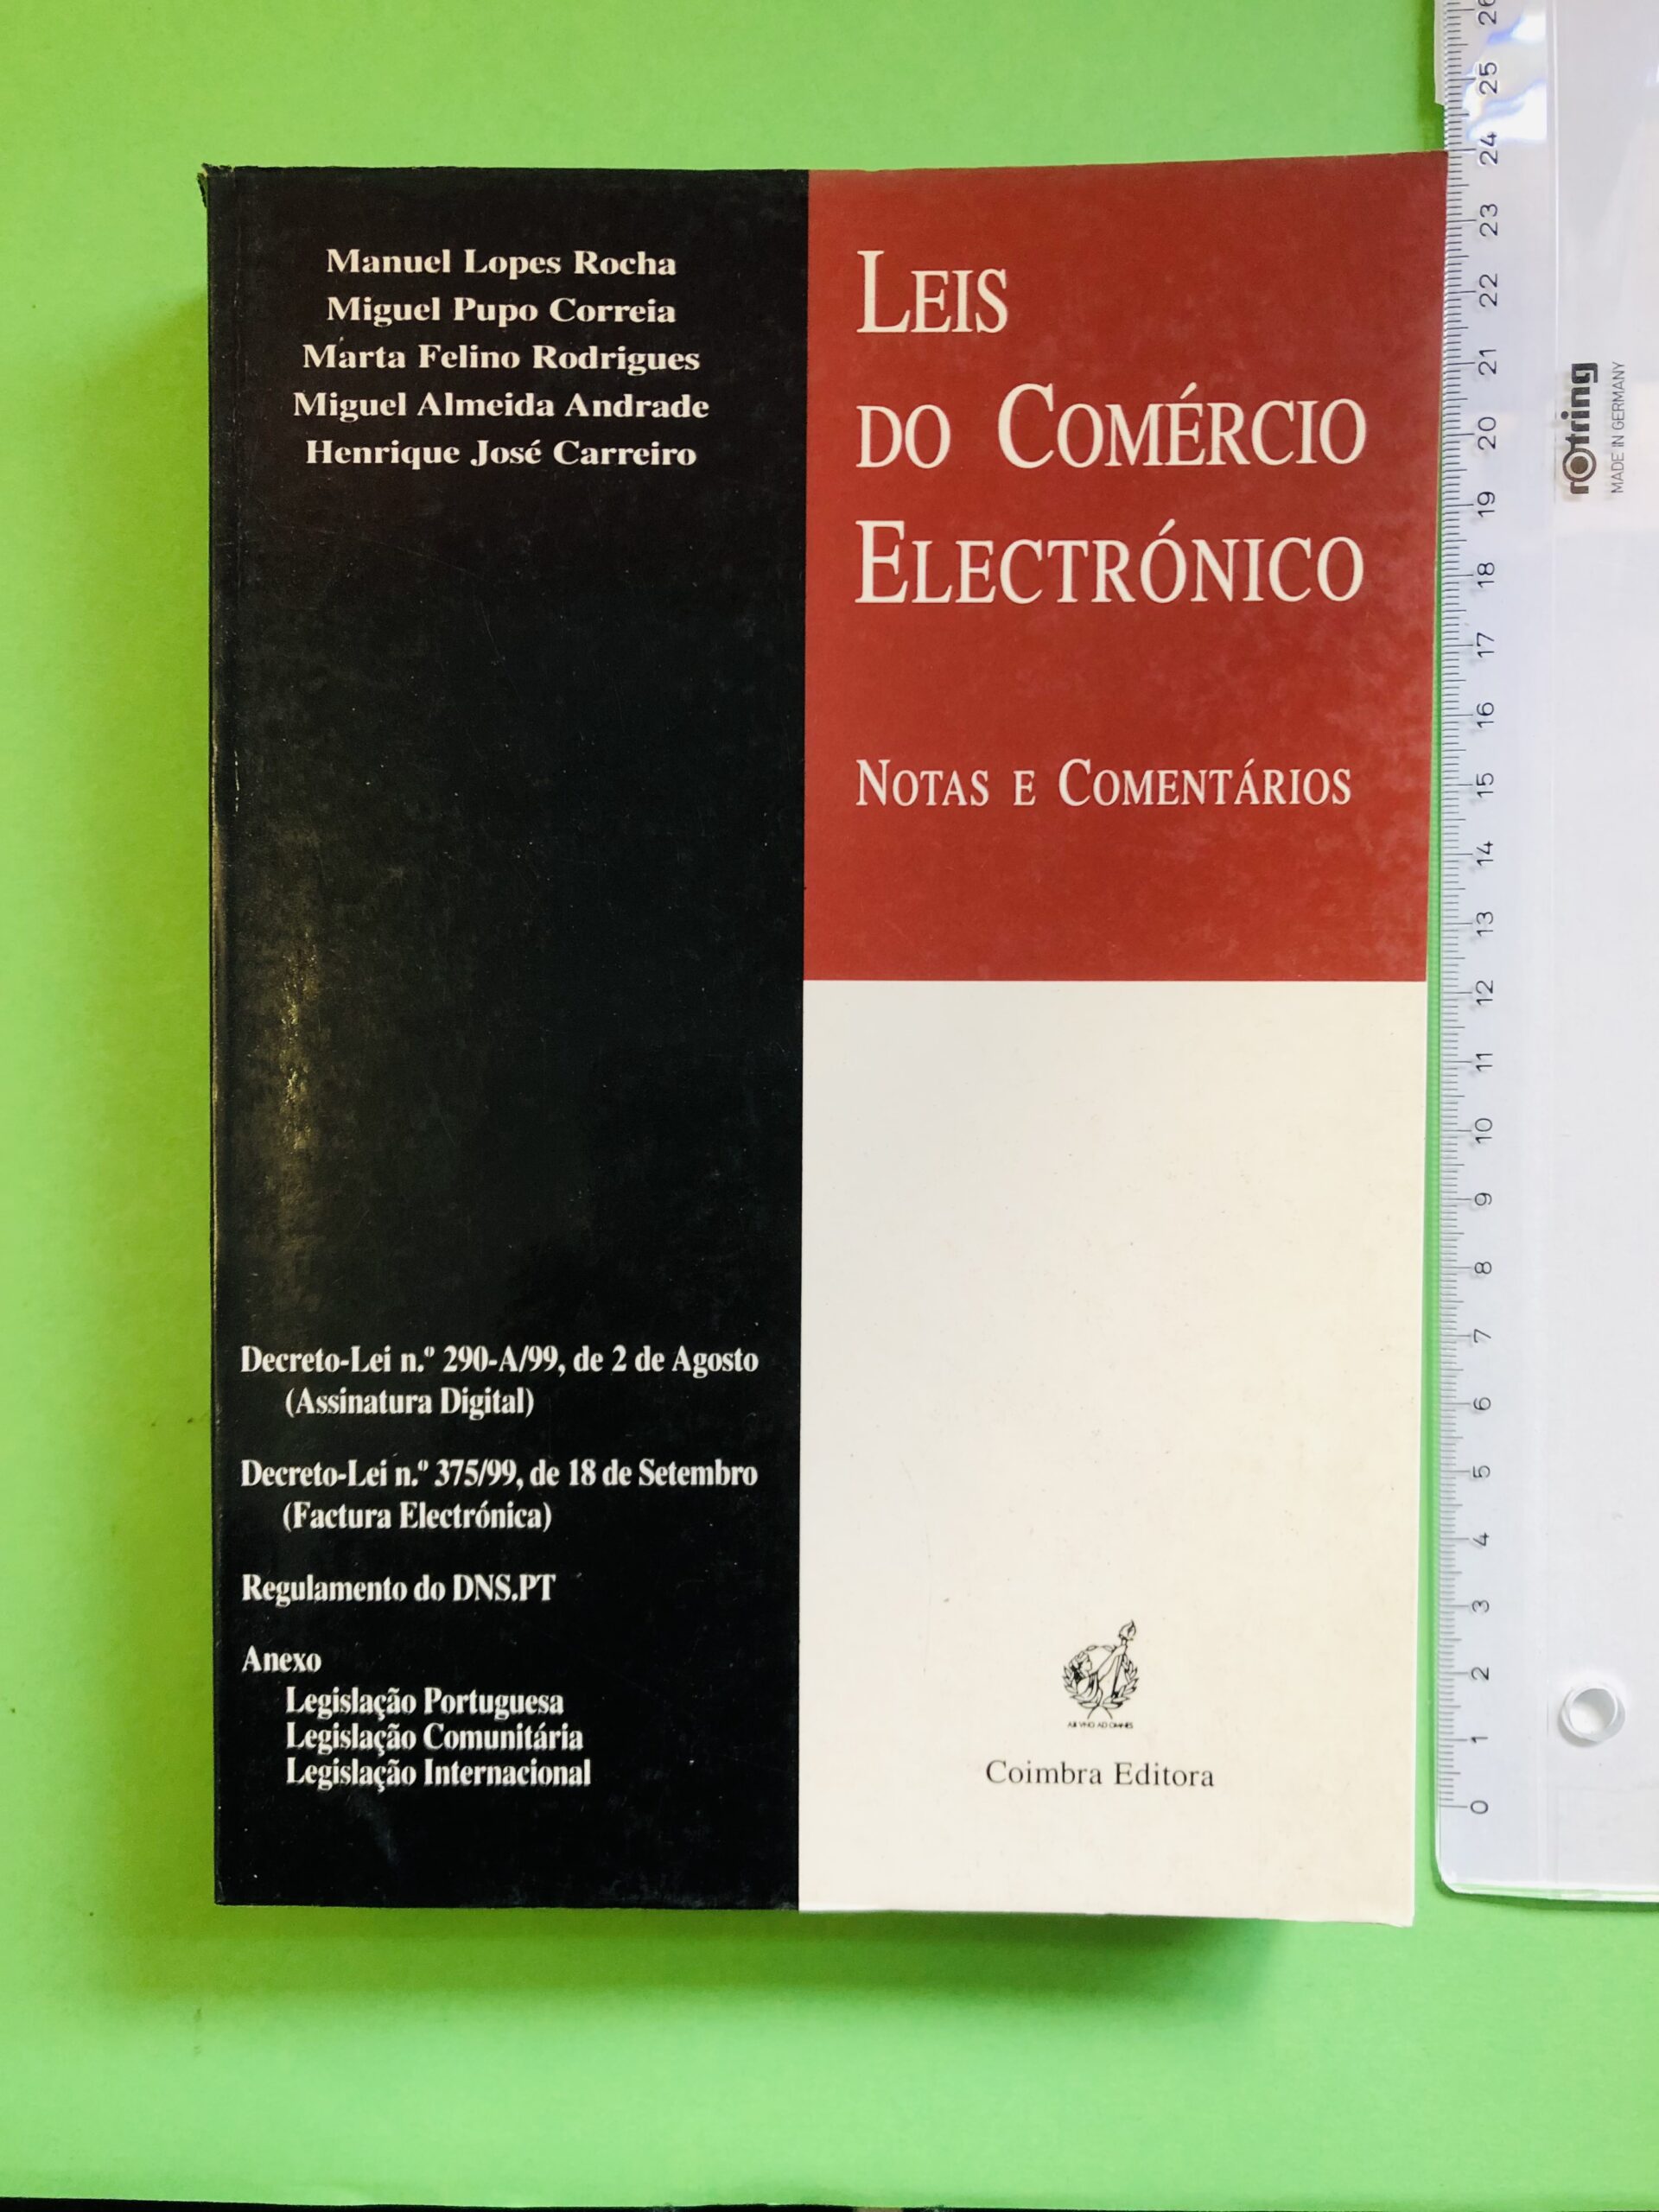 Manuel Lopes Rocha
Miguel Pupo Correia
Marta Felino Rodrigues
Miguel Almeida Andrade
Henrique José Carreiro
LEIS
DO COMÉRCIO
ELECTRÓNICO
NOTAS E COMENTÁRIOS
Decreto-Lei n.º 290-A/99, de 2 de Agosto
(Assinatura Digital)
Decreto-Lei n.º 375/99, de 18 de Setembro
(Factura Electrónica)
Regulamento do DNS.PT
Anexo
Legislação Portuguesa
Legislação Comunitária
Legislação Internacional
Coimbra Editora
rotring
MADE IN GERMANY
26
25
24
23
22
21
20
19
18
17
16
15
14
13
12
11
10
9
8
7
6
5
4
3
2
1
0